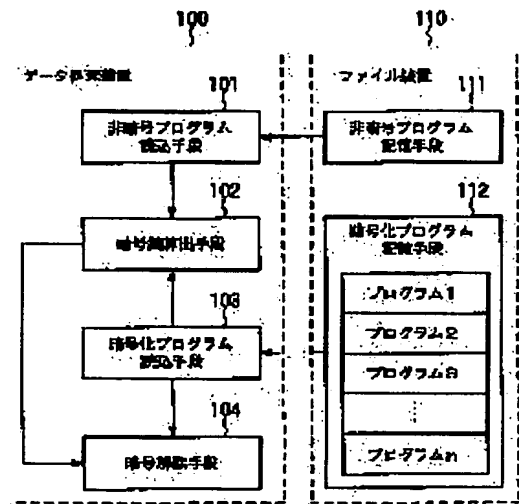 100
110
データ処理装置
ファイル装置
101
111
非暗号プログラム
読込手段
非暗号プログラム
記憶手段
102
112
暗号鍵算出手段
暗号化プログラム
記憶手段
103
プログラム1
暗号化プログラム
読込手段
プログラム2
プログラム3
⋮
104
暗号解読手段
プログラムn